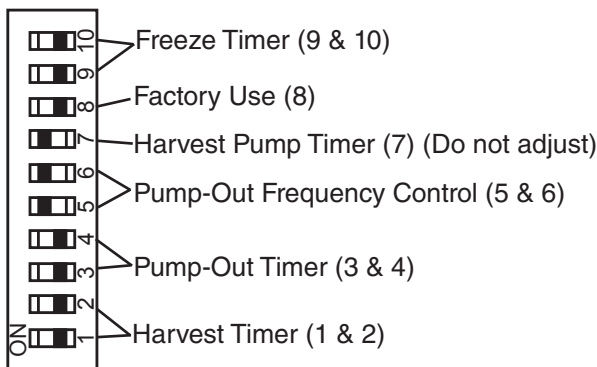 10
Freeze Timer (9 & 10)
9
8
Factory Use (8)
7
Harvest Pump Timer (7) (Do not adjust)
6
Pump-Out Frequency Control (5 & 6)
5
4
Pump-Out Timer (3 & 4)
3
2
Harvest Timer (1 & 2)
1
ON